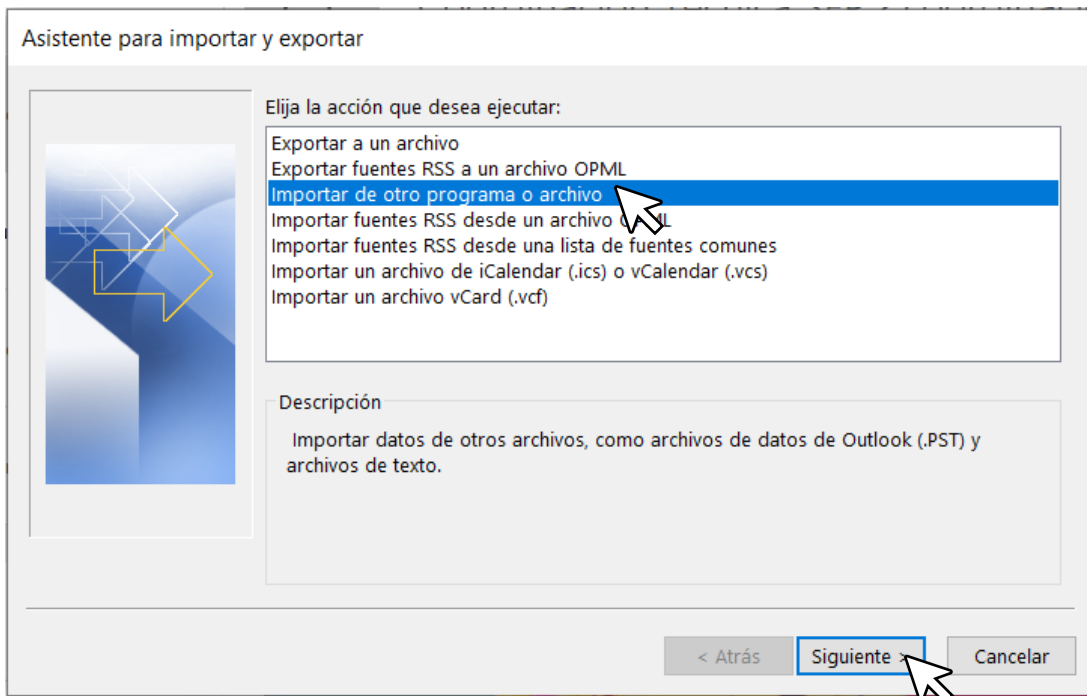 Asistente para importar y exportar
Elija la acción que desea ejecutar:
Exportar a un archivo
Exportar fuentes RSS a un archivo OPML
Importar de otro programa o archivo
Importar fuentes RSS desde un archivo OPML
Importar fuentes RSS desde una lista de fuentes comunes
Importar un archivo de iCalendar (.ics) o vCalendar (.vcs)
Importar un archivo vCard (.vcf)
Descripción
Importar datos de otros archivos, como archivos de datos de Outlook (.PST) y
archivos de texto.
< Atrás
Siguiente >
Cancelar